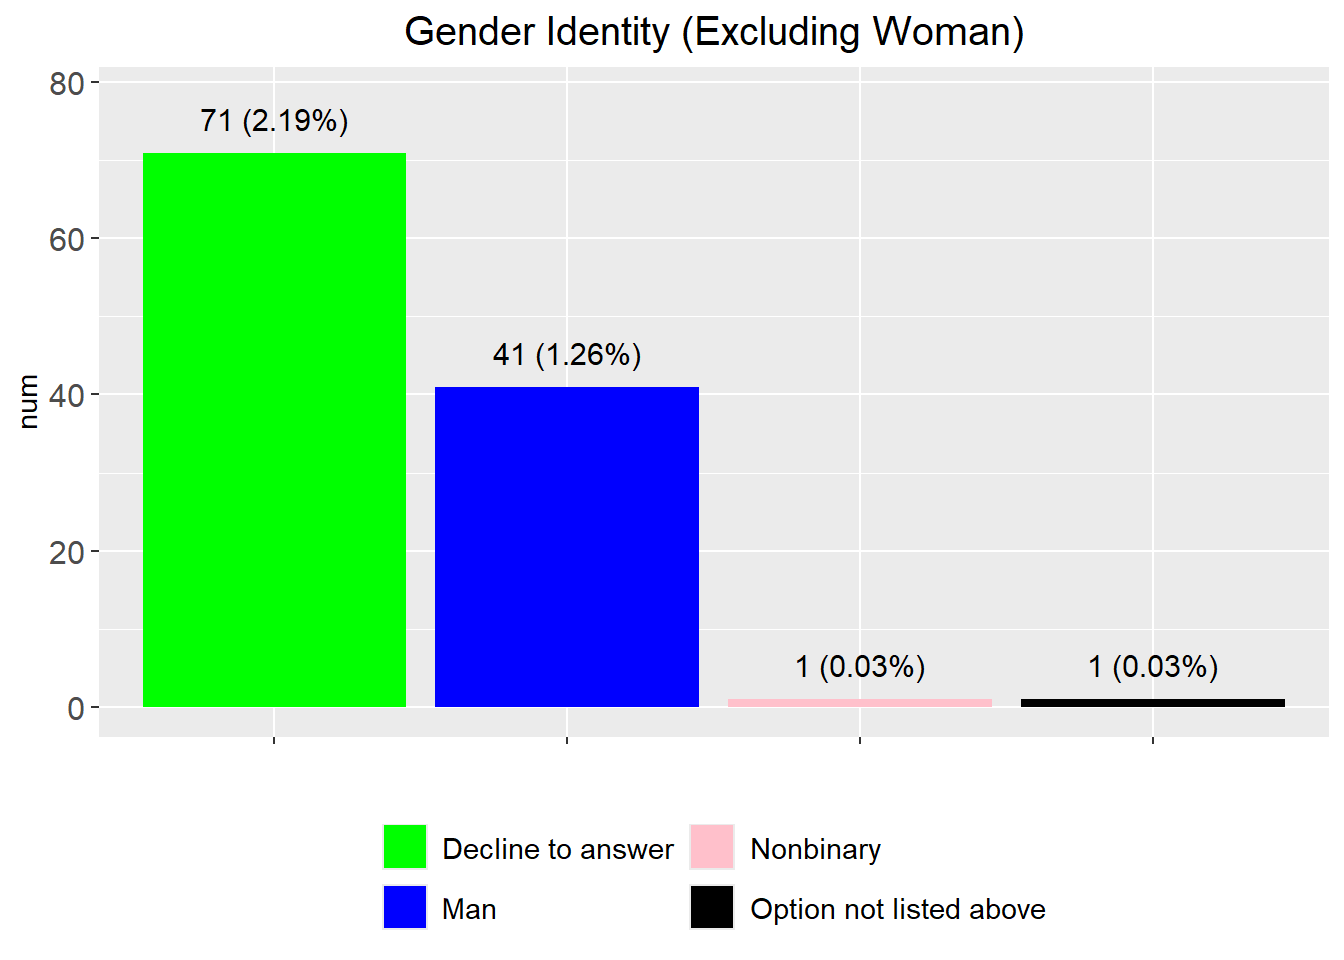 Gender Identity (Excluding Woman)
80
71 (2.19%)
60
41 (1.26%)
num
40
20
1 (0.03%)
1 (0.03%)
0
Decline to answer
Nonbinary
Man
Option not listed above